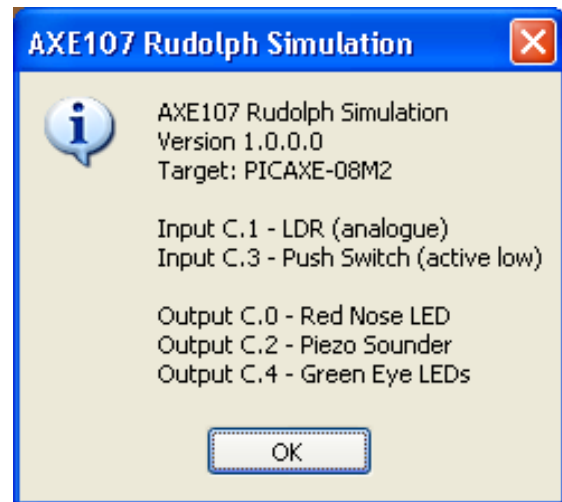 AXE107 Rudolph Simulation
AXE107 Rudolph Simulation
Version 1.0.0.0
Target: PICAXE-08M2
Input C.1 - LDR (analogue)
Input C.3 - Push Switch (active low)
Output C.0 - Red Nose LED
Output C.2 - Piezo Sounder
Output C.4 - Green Eye LEDs
OK